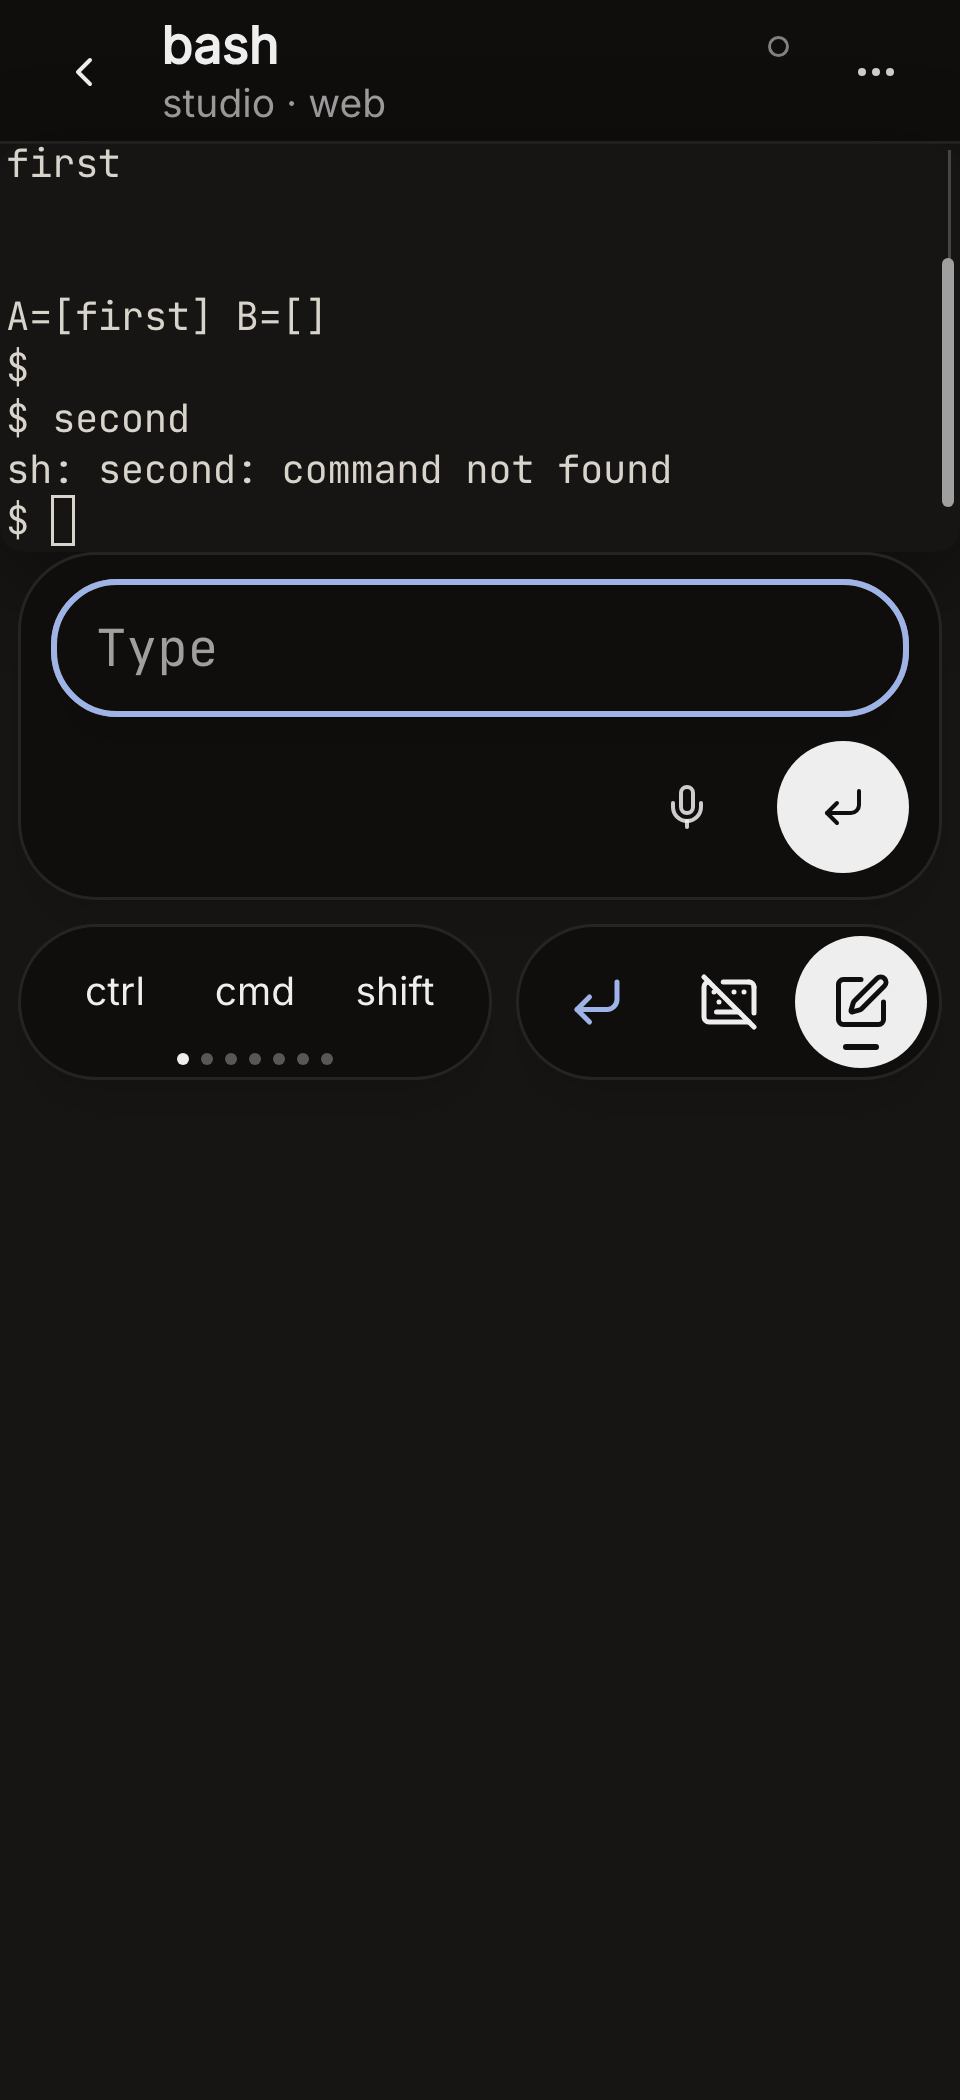 bash
studio · web
first
A=[first] B=[]
$
$ second
sh: second: command not found
$
Type
ctrl cmd shift